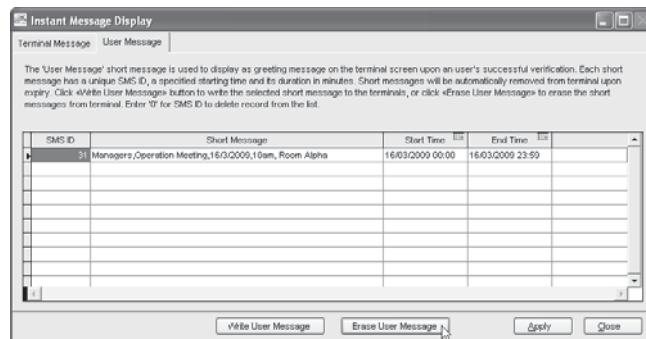 Instant Message Display
Terminal Message User Message
The 'User Message' short message is used to display as greeting message on the terminal screen upon an user's successful verification. Each short
message has a unique SMS ID, a specified starting time and its duration in minutes. Short messages will be automatically removed from terminal upon
expiry. Click «Write User Message» button to write the selected short message to the terminals, or click «Erase User Message» to erase the short
messages from terminal. Enter '0' for SMS ID to delete record from the list.
SMS ID Short Message Start Time End Time
31 Managers,Operation Meeting,16/3/2009,10am, Room Alpha 16/03/2009 00:00 16/03/2009 23:59
Write User Message Erase User Message Apply Close